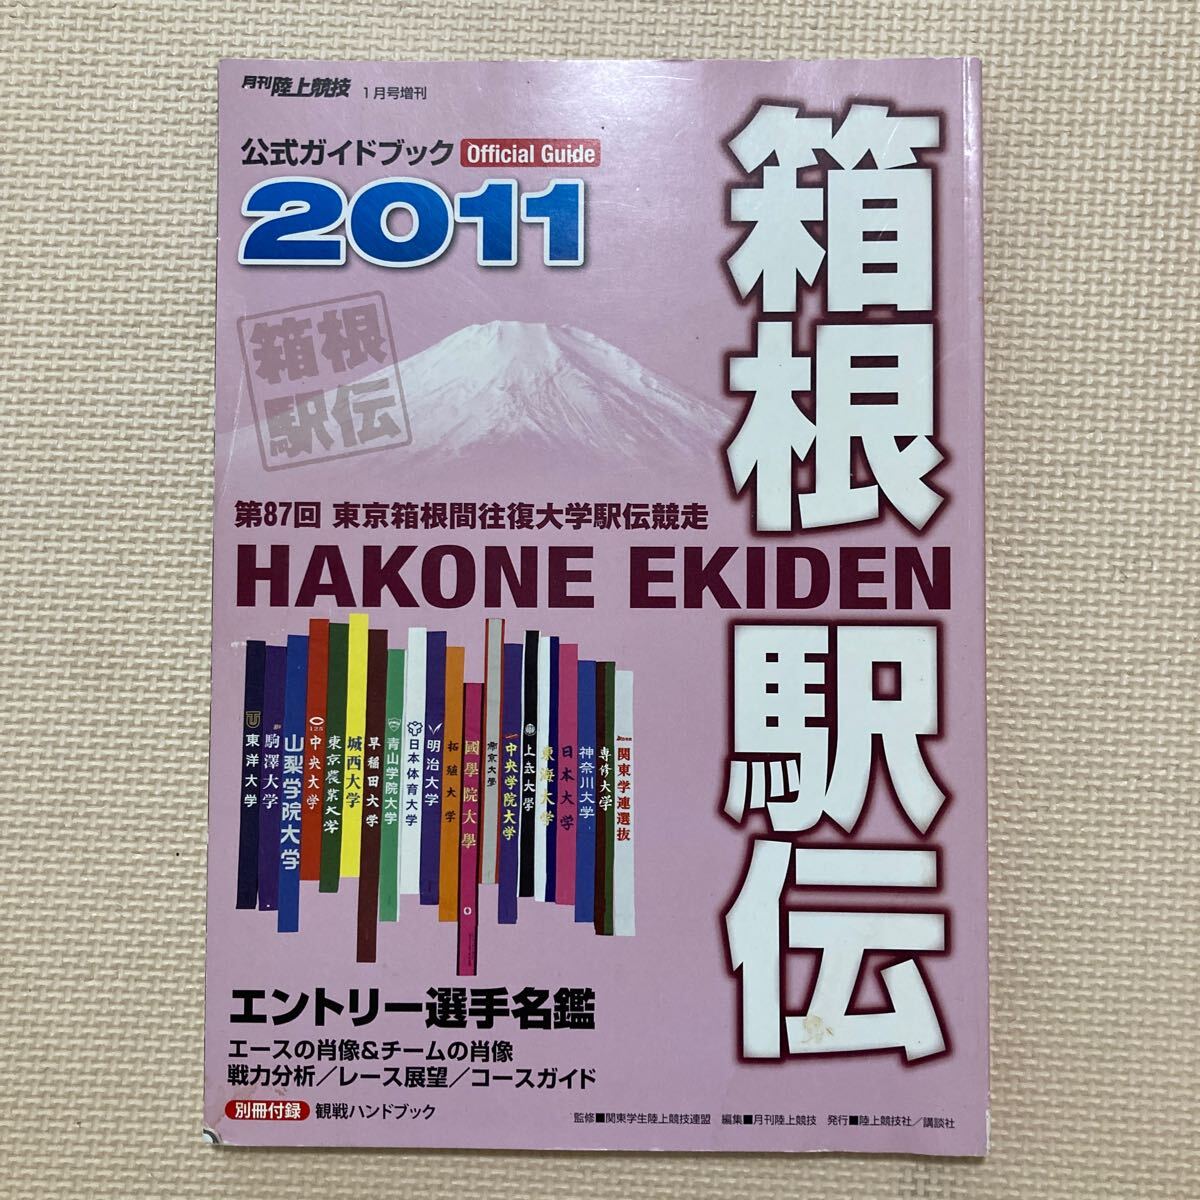 月刊陸上競技 1月号増刊
公式ガイドブック Official Guide
2011
箱根駅伝
箱根
駅伝
第87回 東京箱根間往復大学駅伝競走
HAKONE EKIDEN
東洋大学
駒澤大学
山梨学院大学
C
125
中央大学
東京農業大学
城西大学
早稲田大学
青山学院大学
日本体育大学
明治大学
拓殖大学
國學院大學
帝京大學
中央学院大学
上武大學
東海大学
日本大学
神奈川大学
専修大学
関東学連選抜
エントリー選手名鑑
エースの肖像&チームの肖像
戦力分析/レース展望/コースガイド
別冊付録 観戦ハンドブック
監修■関東学生陸上競技連盟 編集■月刊陸上競技 発行■陸上競技社/講談社